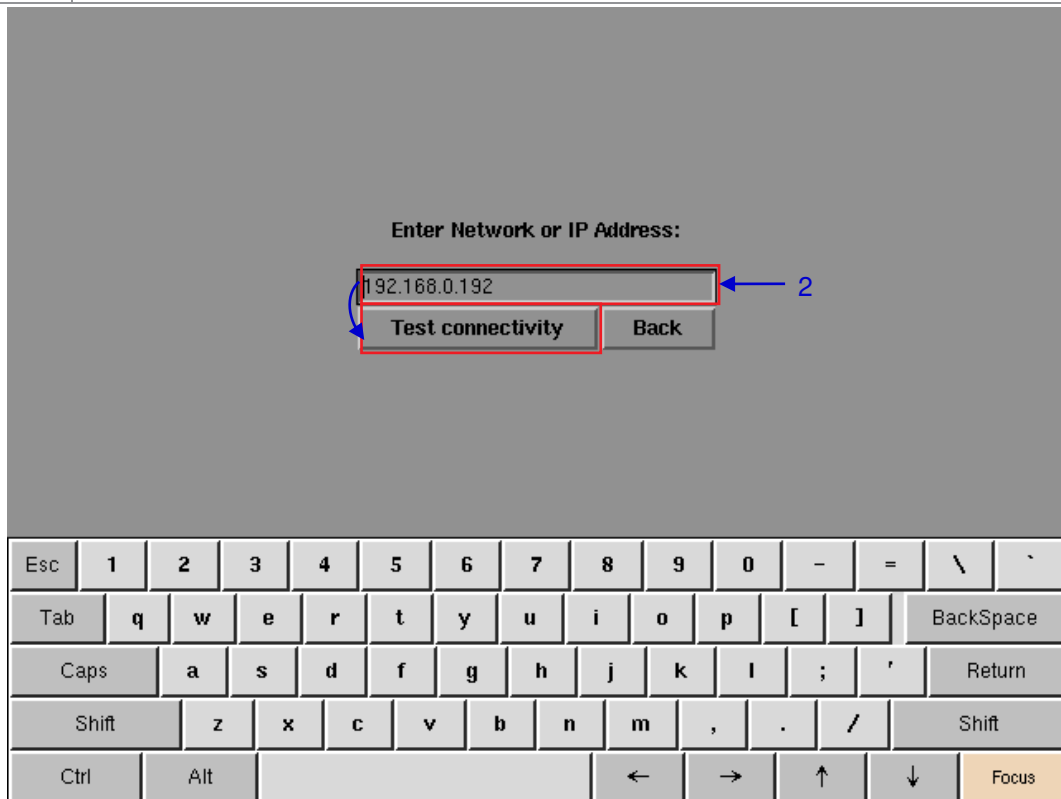 Enter Network or IP Address:
192.168.0.192
2
Test connectivity Back
Esc 1 2 3 4 5 6 7 8 9 0 - = \ `
Tab q w e r t y u i o p [ ] BackSpace
Caps a s d f g h j k l ; ' Return
Shift z x c v b n m , . / Shift
Ctrl Alt ← → ↑ ↓ Focus